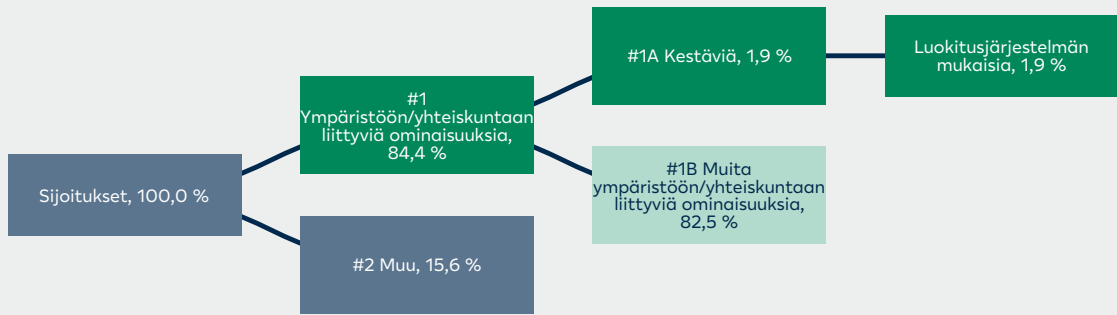 Sijoitukset, 100,0 %
#1
Ympäristöön/yhteiskuntaan
liittyviä ominaisuuksia,
84,4 %
#2 Muu, 15,6 %
#1A Kestäviä, 1,9 %
#1B Muita
ympäristöön/yhteiskuntaan
liittyviä ominaisuuksia,
82,5 %
Luokitusjärjestelmän
mukaisia, 1,9 %